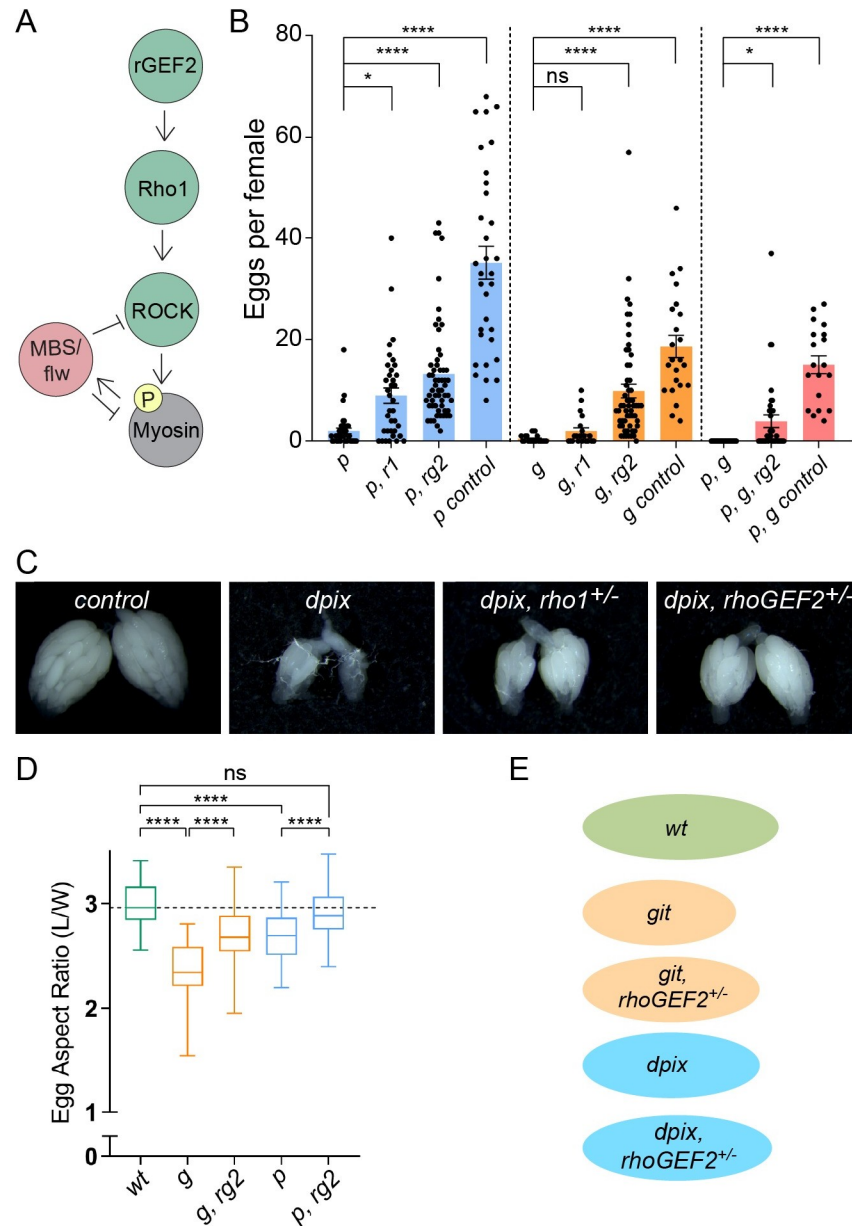 A
rGEF2
Rho1
ROCK
MBS/
flw
P
Myosin
B
Eggs per female
80
60
40
20
0
****
****
*
****
****
ns
****
*
p
p, r1
p, rg2
p control
g
g, r1
g, rg2
g control
p, g
p, g, rg2
p, g control
C
control
dpix
dpix, rho1+/-
dpix, rhoGEF2+/-
D
Egg Aspect Ratio (L/W)
3
2
1
0
ns
****
****
****
****
wt
g
g, rg2
p
p, rg2
E
wt
git
git,
rhoGEF2+/-
dpix
dpix,
rhoGEF2+/-